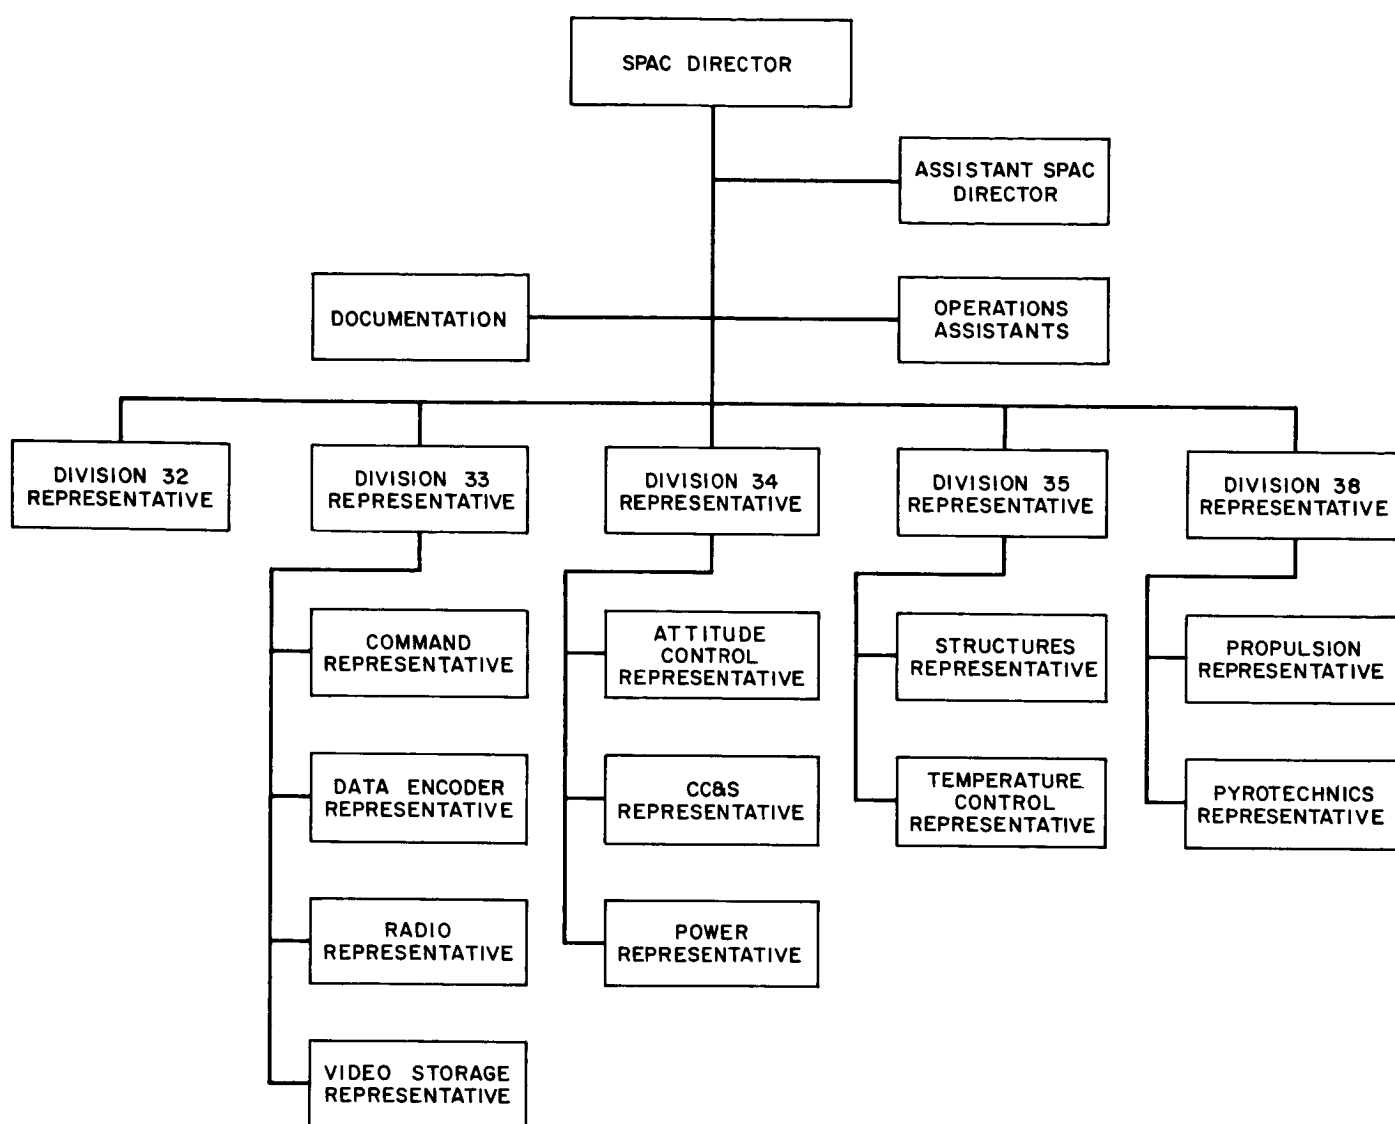 SPAC DIRECTOR
ASSISTANT SPAC
DIRECTOR
DOCUMENTATION
OPERATIONS
ASSISTANTS
DIVISION 32
REPRESENTATIVE
DIVISION 33
REPRESENTATIVE
DIVISION 34
REPRESENTATIVE
DIVISION 35
REPRESENTATIVE
DIVISION 38
REPRESENTATIVE
COMMAND
REPRESENTATIVE
DATA ENCODER
REPRESENTATIVE
RADIO
REPRESENTATIVE
VIDEO STORAGE
REPRESENTATIVE
ATTITUDE
CONTROL
REPRESENTATIVE
CC&S
REPRESENTATIVE
POWER
REPRESENTATIVE
STRUCTURES
REPRESENTATIVE
TEMPERATURE
CONTROL
REPRESENTATIVE
PROPULSION
REPRESENTATIVE
PYROTECHNICS
REPRESENTATIVE